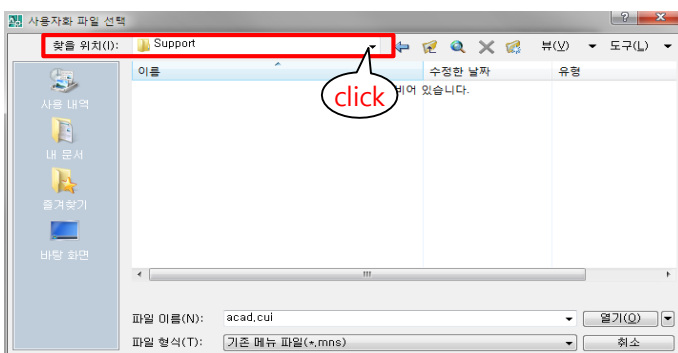 사용자화 파일 선택
찾을 위치(I): Support 뷰(V) 도구(L)
이름 수정한 날짜 유형
click 비어 있습니다.
사용 내역
내 문서
즐겨찾기
바탕 화면
파일 이름(N): acad.cui 열기(O)
파일 형식(T): 기존 메뉴 파일(*.mns) 취소